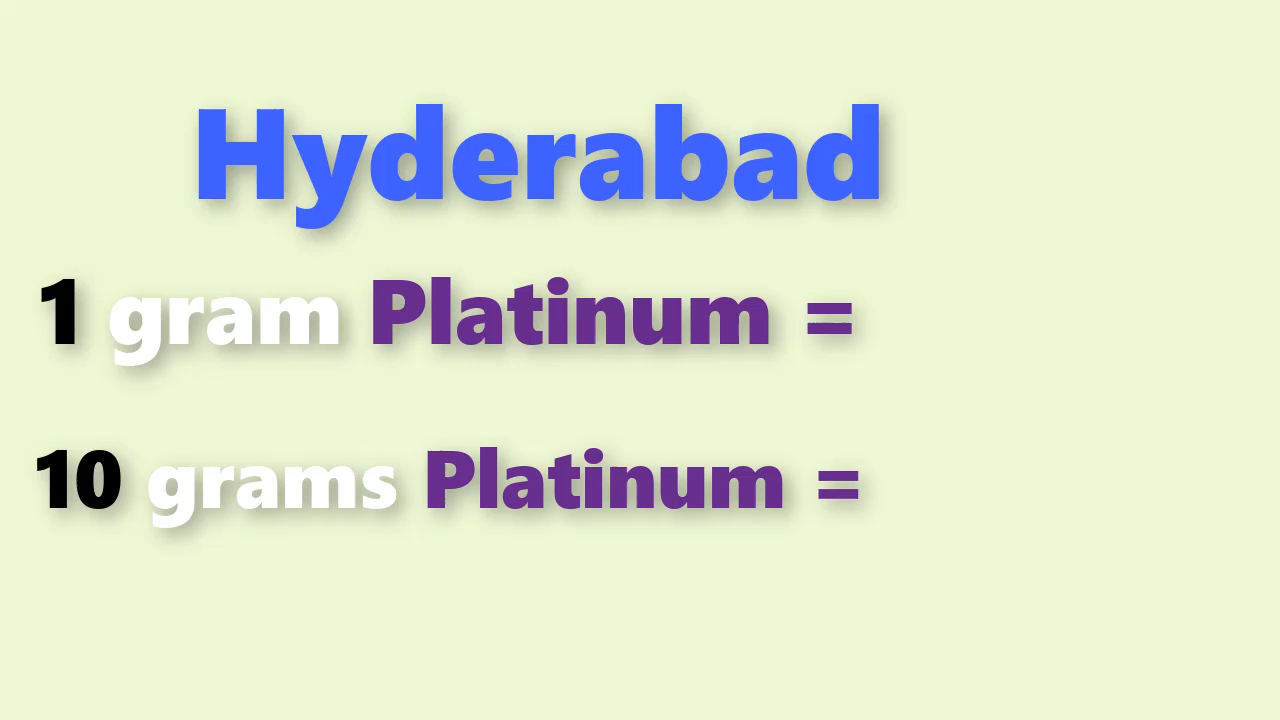 Hyderabad
1 gram Platinum =
10 grams Platinum =